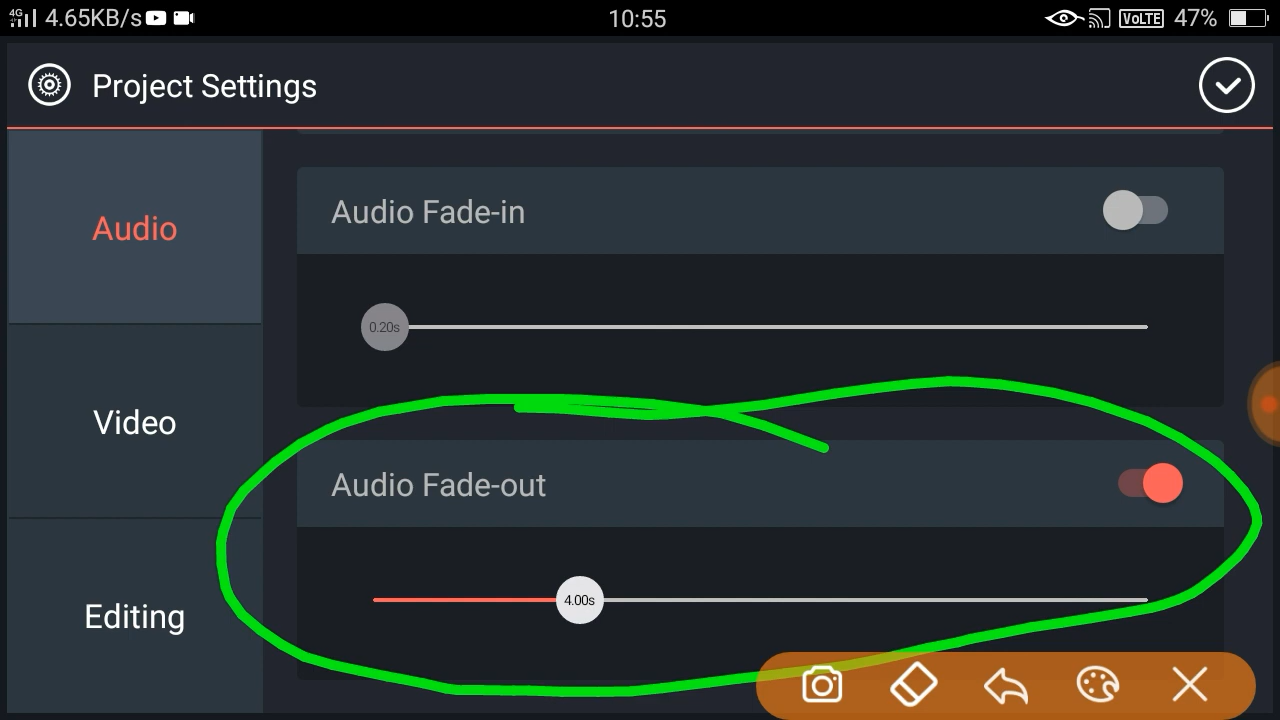 4G 4.65KB/s 10:55 VoLTE 47%
Project Settings
Audio
Audio Fade-in
0.20s
Video
Audio Fade-out
4.00s
Editing